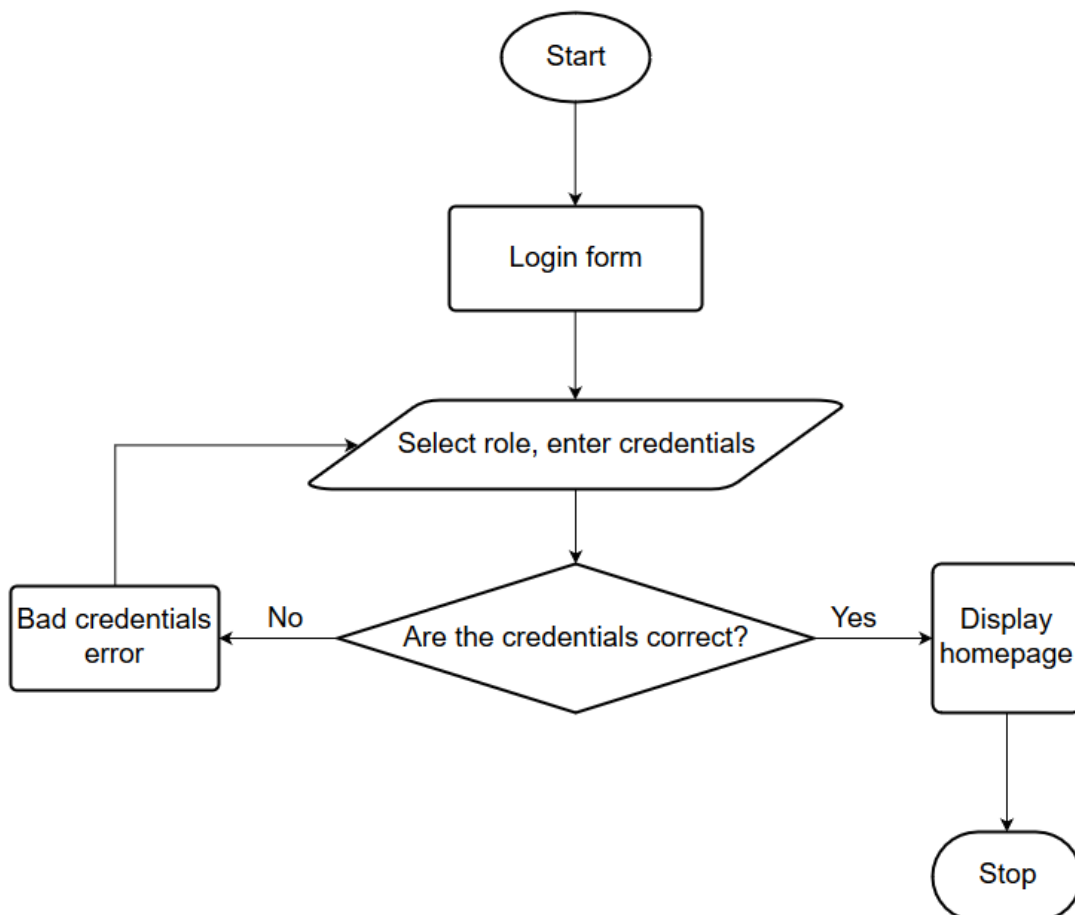 Start
Login form
Select role, enter credentials
Bad credentials
error
No
Are the credentials correct?
Yes
Display
homepage
Stop